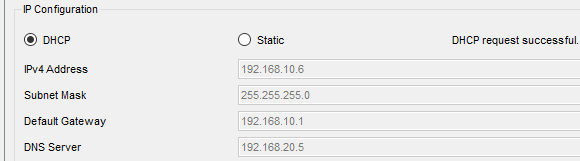 IP Configuration
DHCP Static DHCP request successful.
IPv4 Address 192.168.10.6
Subnet Mask 255.255.255.0
Default Gateway 192.168.10.1
DNS Server 192.168.20.5